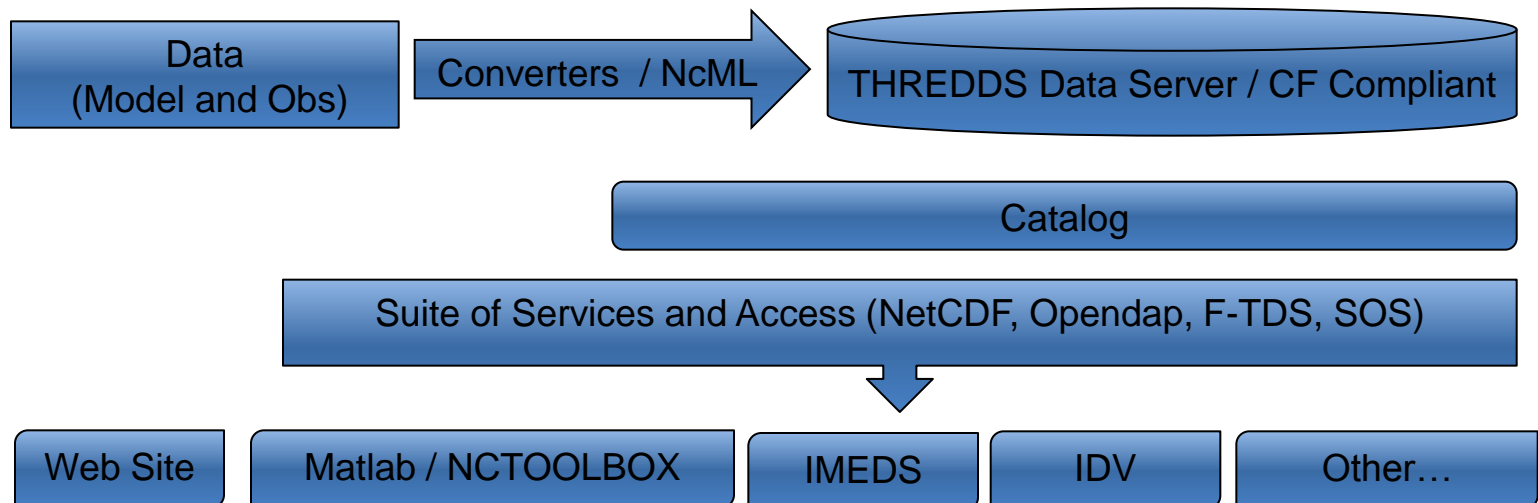 Data
(Model and Obs)
Converters / NcML
THREDDS Data Server / CF Compliant
Catalog
Suite of Services and Access (NetCDF, Opendap, F-TDS, SOS)
Web Site
Matlab / NCTOOLBOX
IMEDS
IDV
Other…